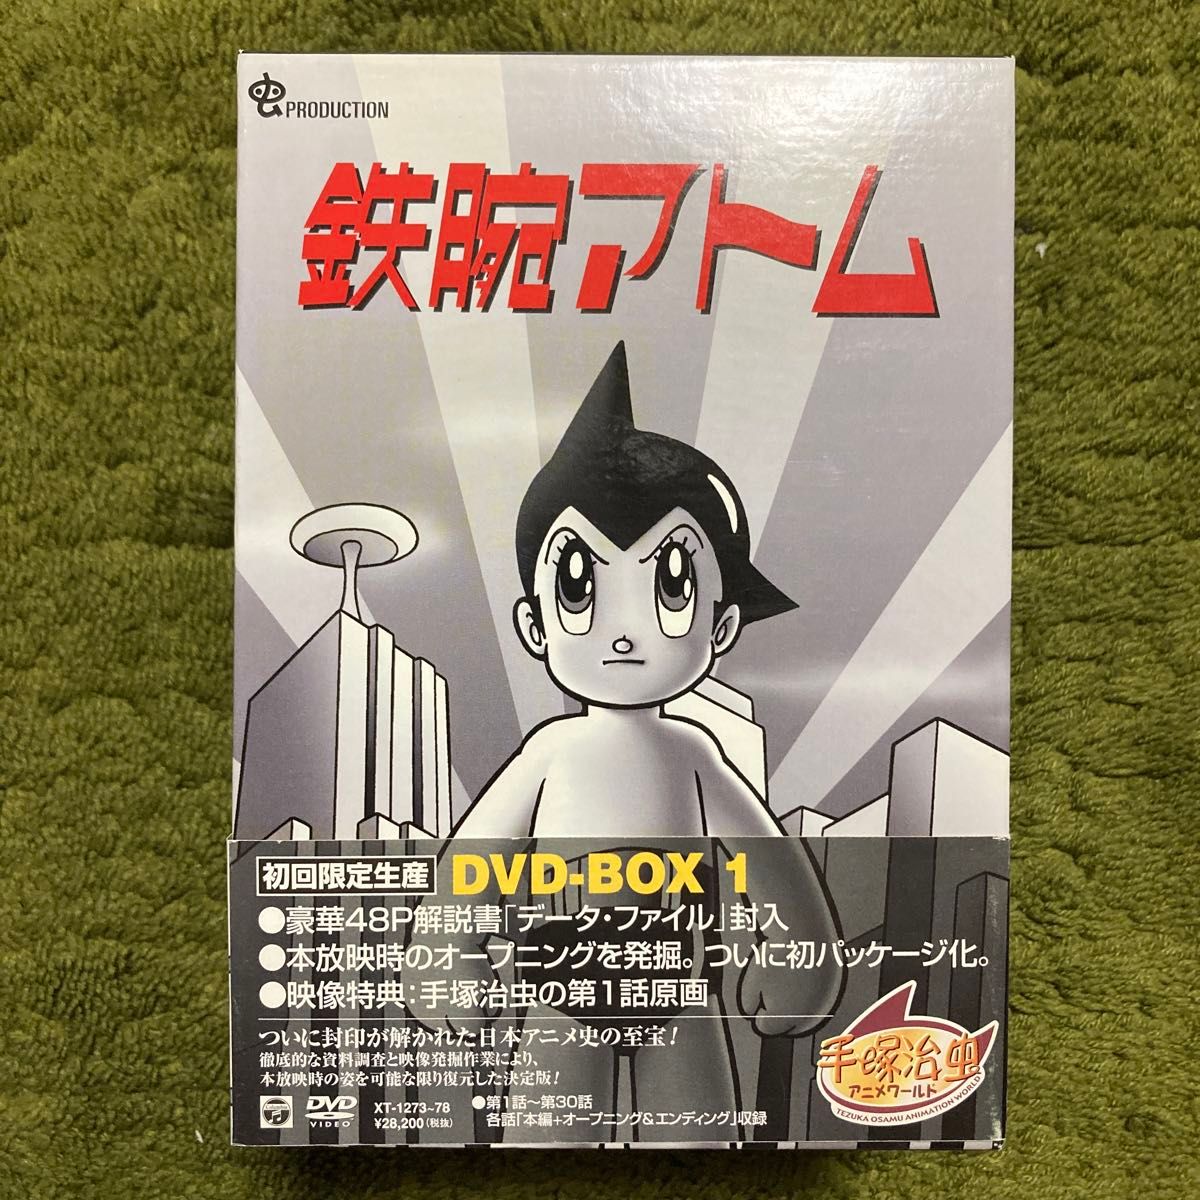 虫 PRODUCTION
鉄腕アトム
初回限定生産 DVD-BOX 1
●豪華48P解説書「データ・ファイル」封入
●本放映時のオープニングを発掘。ついに初パッケージ化。
●映像特典：手塚治虫の第1話原画
ついに封印が解かれた日本アニメ史の至宝！
徹底的な資料調査と映像発掘作業により、
本放映時の姿を可能な限り復元した決定版！
Columbia
DVD
VIDEO
XT-1273~78
¥28,200(税抜)
●第1話〜第30話
各話「本編+オープニング&エンディング」収録
手塚治虫
アニメワールド
TEZUKA OSAMU ANIMATION WORLD